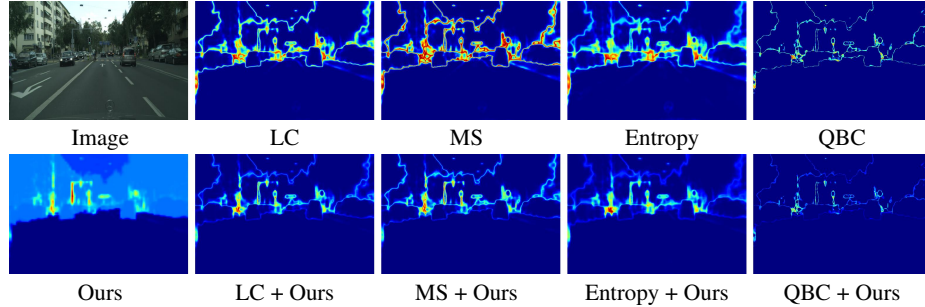 Image LC MS Entropy QBC
Ours LC + Ours MS + Ours Entropy + Ours QBC + Ours